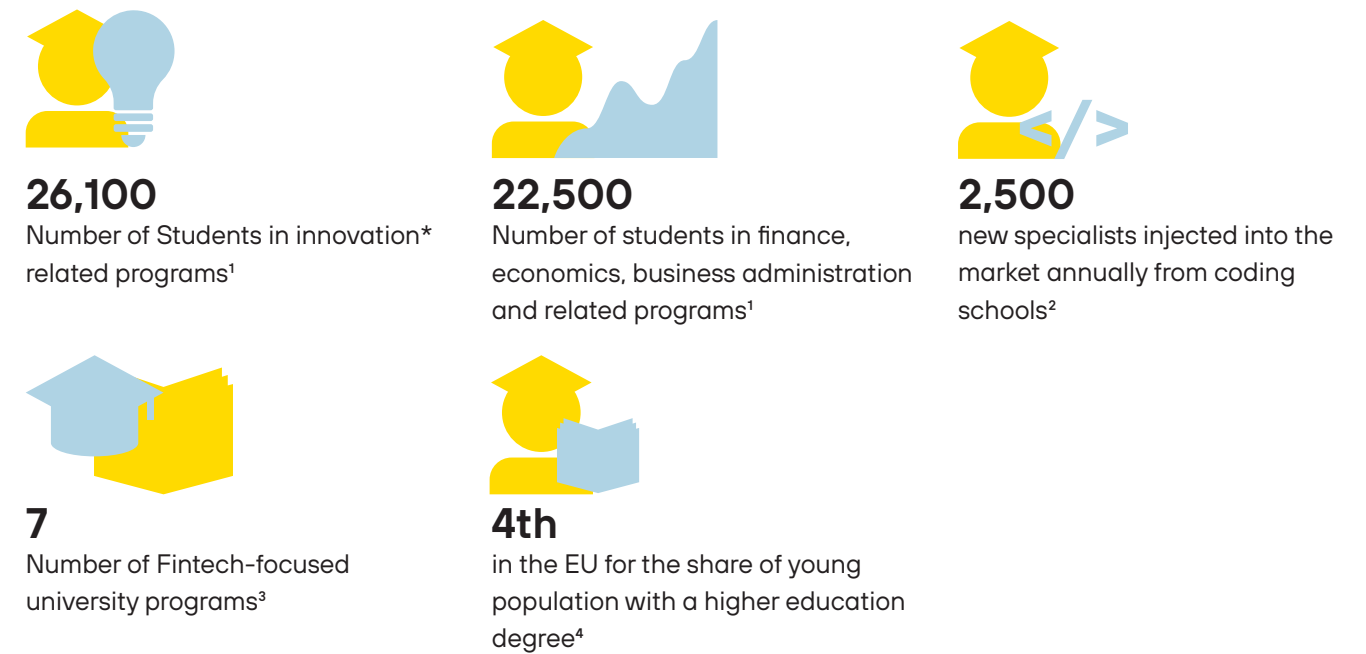 </>
26,100
Number of Students in innovation*
related programs¹
22,500
Number of students in finance,
economics, business administration
and related programs¹
2,500
new specialists injected into the
market annually from coding
schools²
7
Number of Fintech-focused
university programs³
4th
in the EU for the share of young
population with a higher education
degree⁴